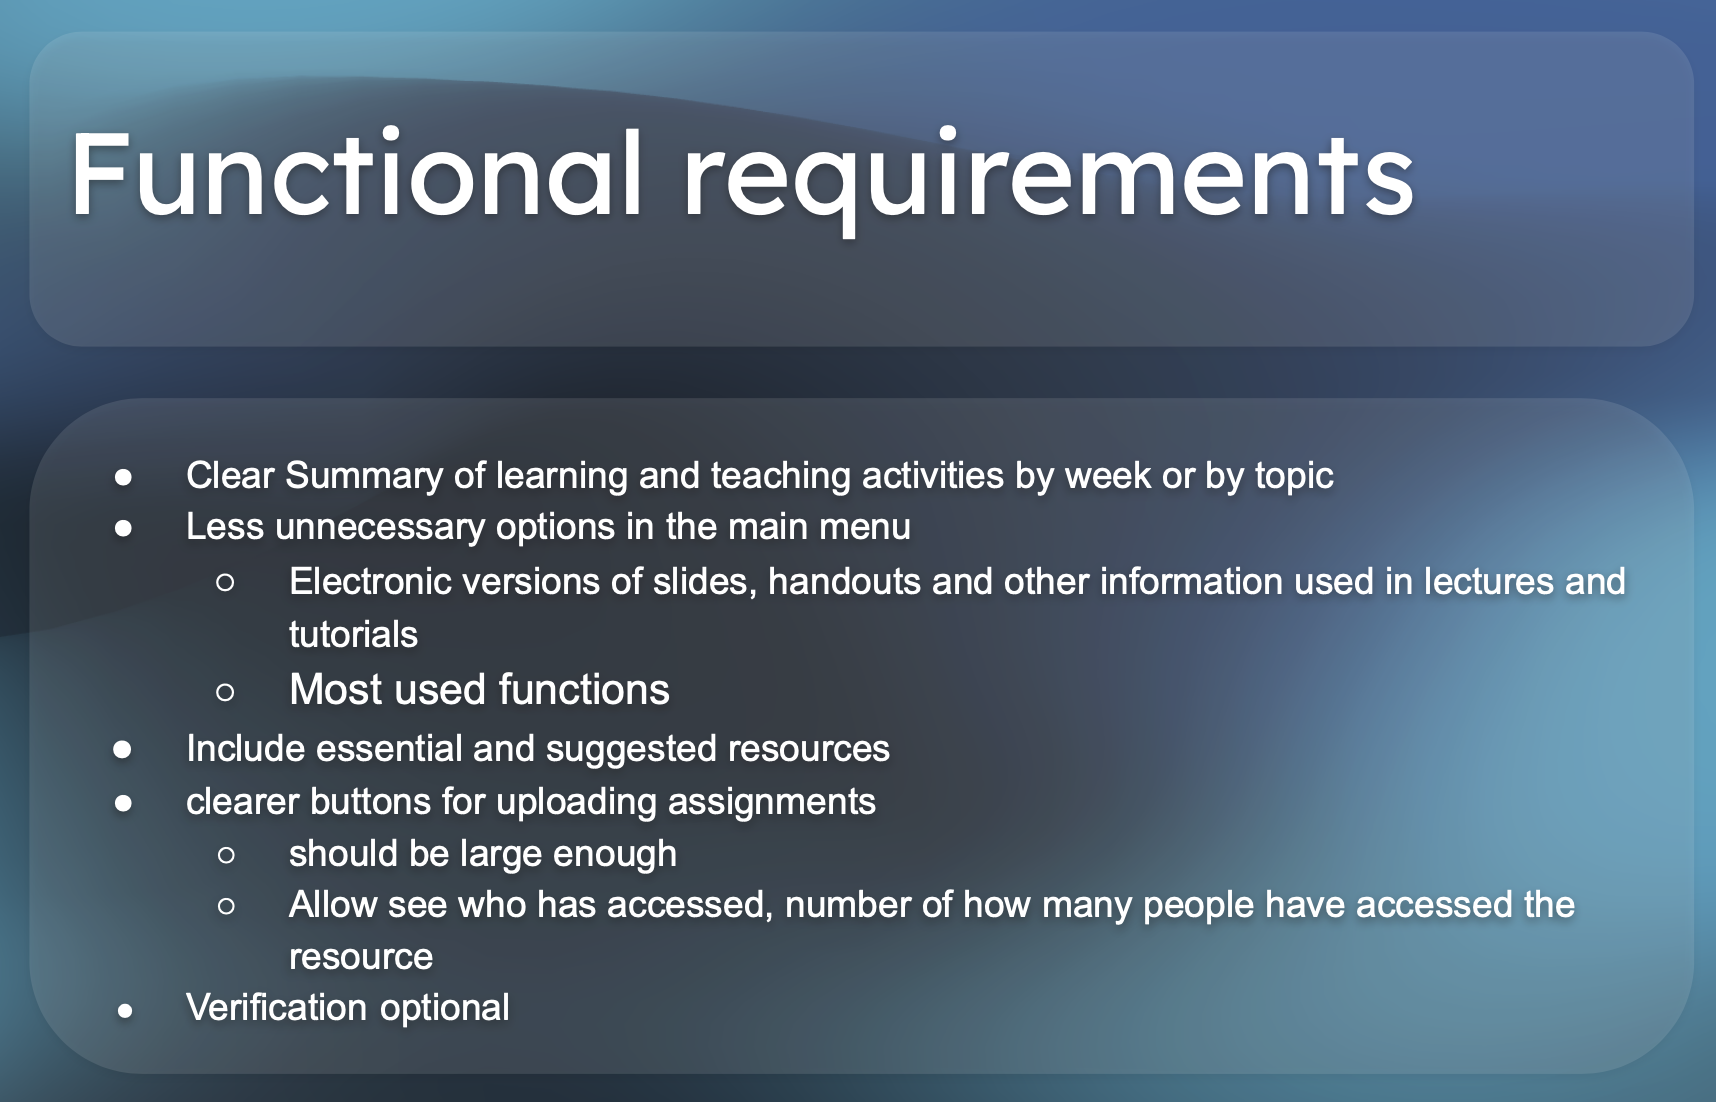 Functional requirements
● Clear Summary of learning and teaching activities by week or by topic
● Less unnecessary options in the main menu
○ Electronic versions of slides, handouts and other information used in lectures and
tutorials
○ Most used functions
● Include essential and suggested resources
● clearer buttons for uploading assignments
○ should be large enough
○ Allow see who has accessed, number of how many people have accessed the
resource
● Verification optional